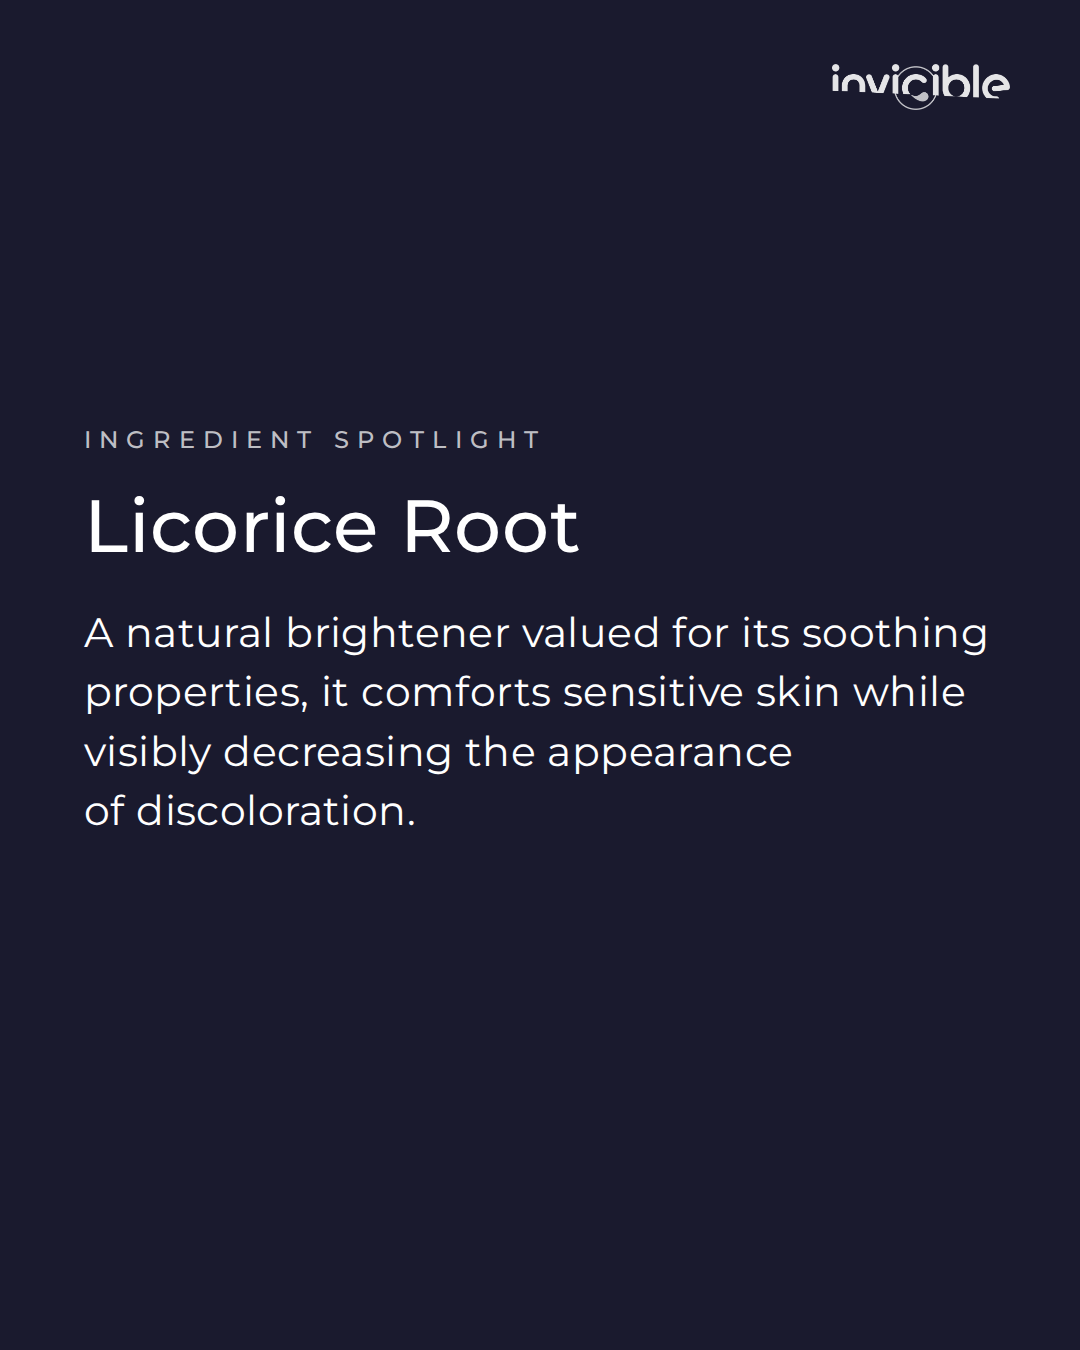 invicible
INGREDIENT SPOTLIGHT
Licorice Root
A natural brightener valued for its soothing
properties, it comforts sensitive skin while
visibly decreasing the appearance
of discoloration.